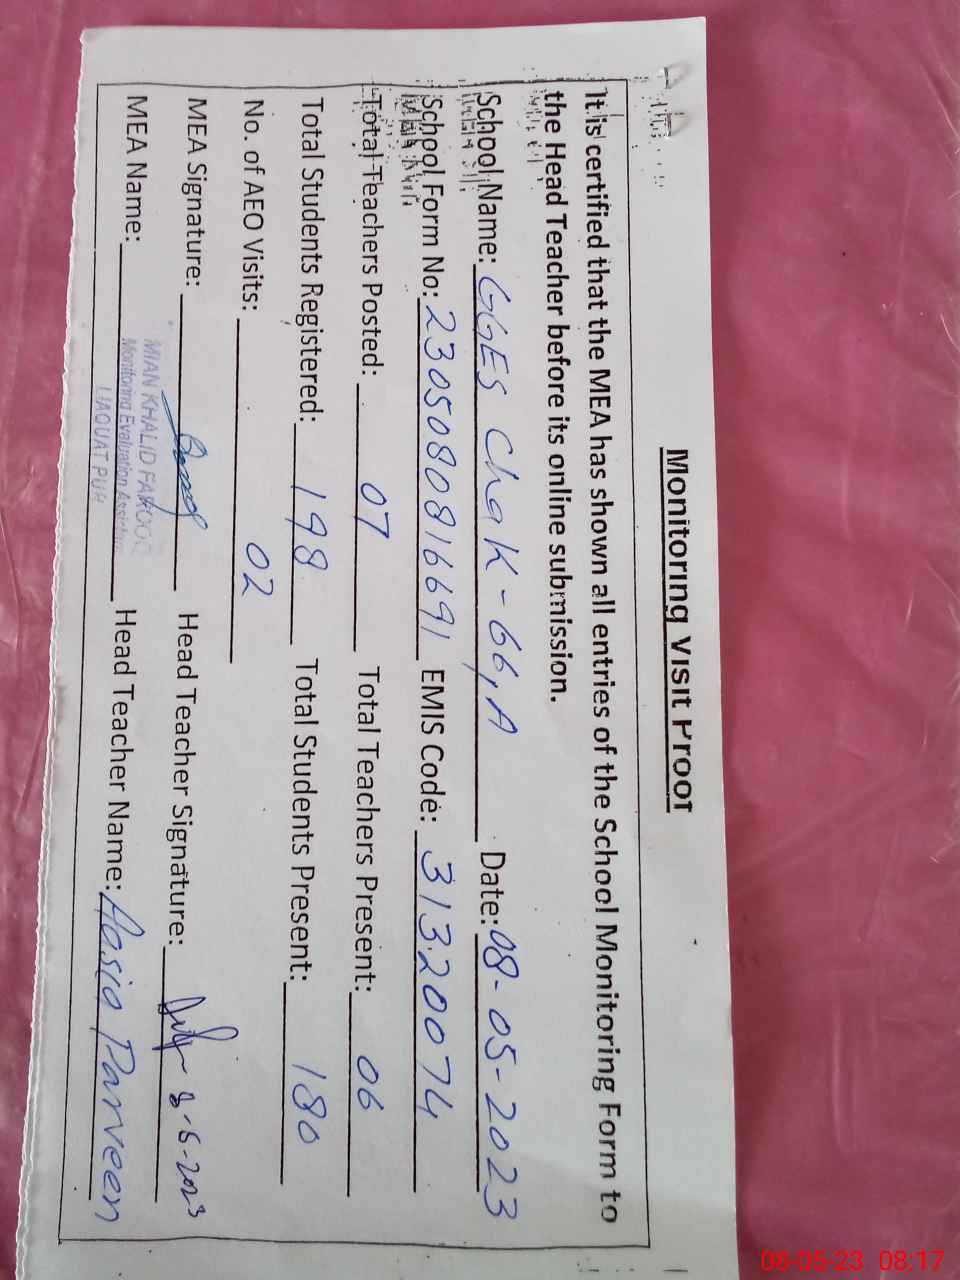 Monitoring Visit Proof
It is certified that the MEA has shown all entries of the School Monitoring Form to
the Head Teacher before its online submission.
School Name: GGES Chak-66,A Date: 08-05-2023
School Form No: 2305080816691 EMIS Code: 31320074
Total Teachers Posted: 07 Total Teachers Present: 06
Total Students Registered: 198 Total Students Present: 180
No. of AEO Visits: 02
MEA Signature: Head Teacher Signature: 8-5-2023
MEA Name: MIAN KHALID FAROOQ Head Teacher Name: Hasia Parveen
Monitoring Evaluation Assistant
LIAQUAT PUR
08-05-23 08:17